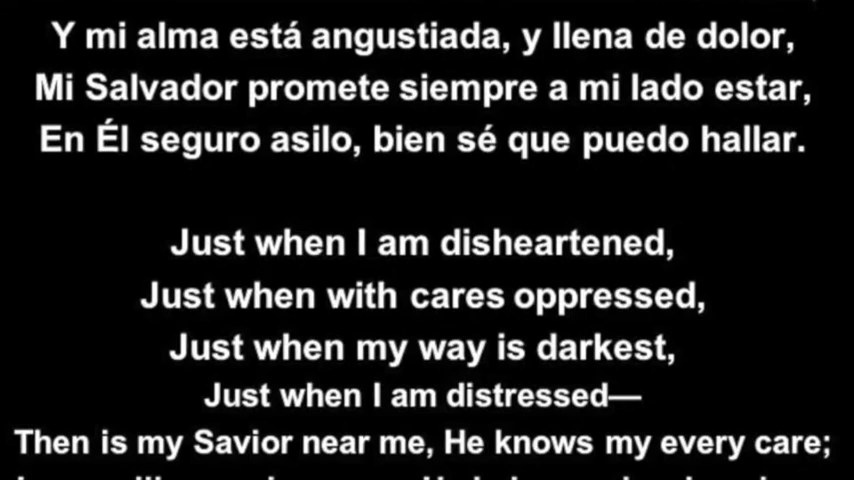 Y mi alma está angustiada, y llena de dolor,
Mi Salvador promete siempre a mi lado estar,
En Él seguro asilo, bien sé que puedo hallar.
Just when I am disheartened,
Just when with cares oppressed,
Just when my way is darkest,
Just when I am distressed—
Then is my Savior near me, He knows my every care;